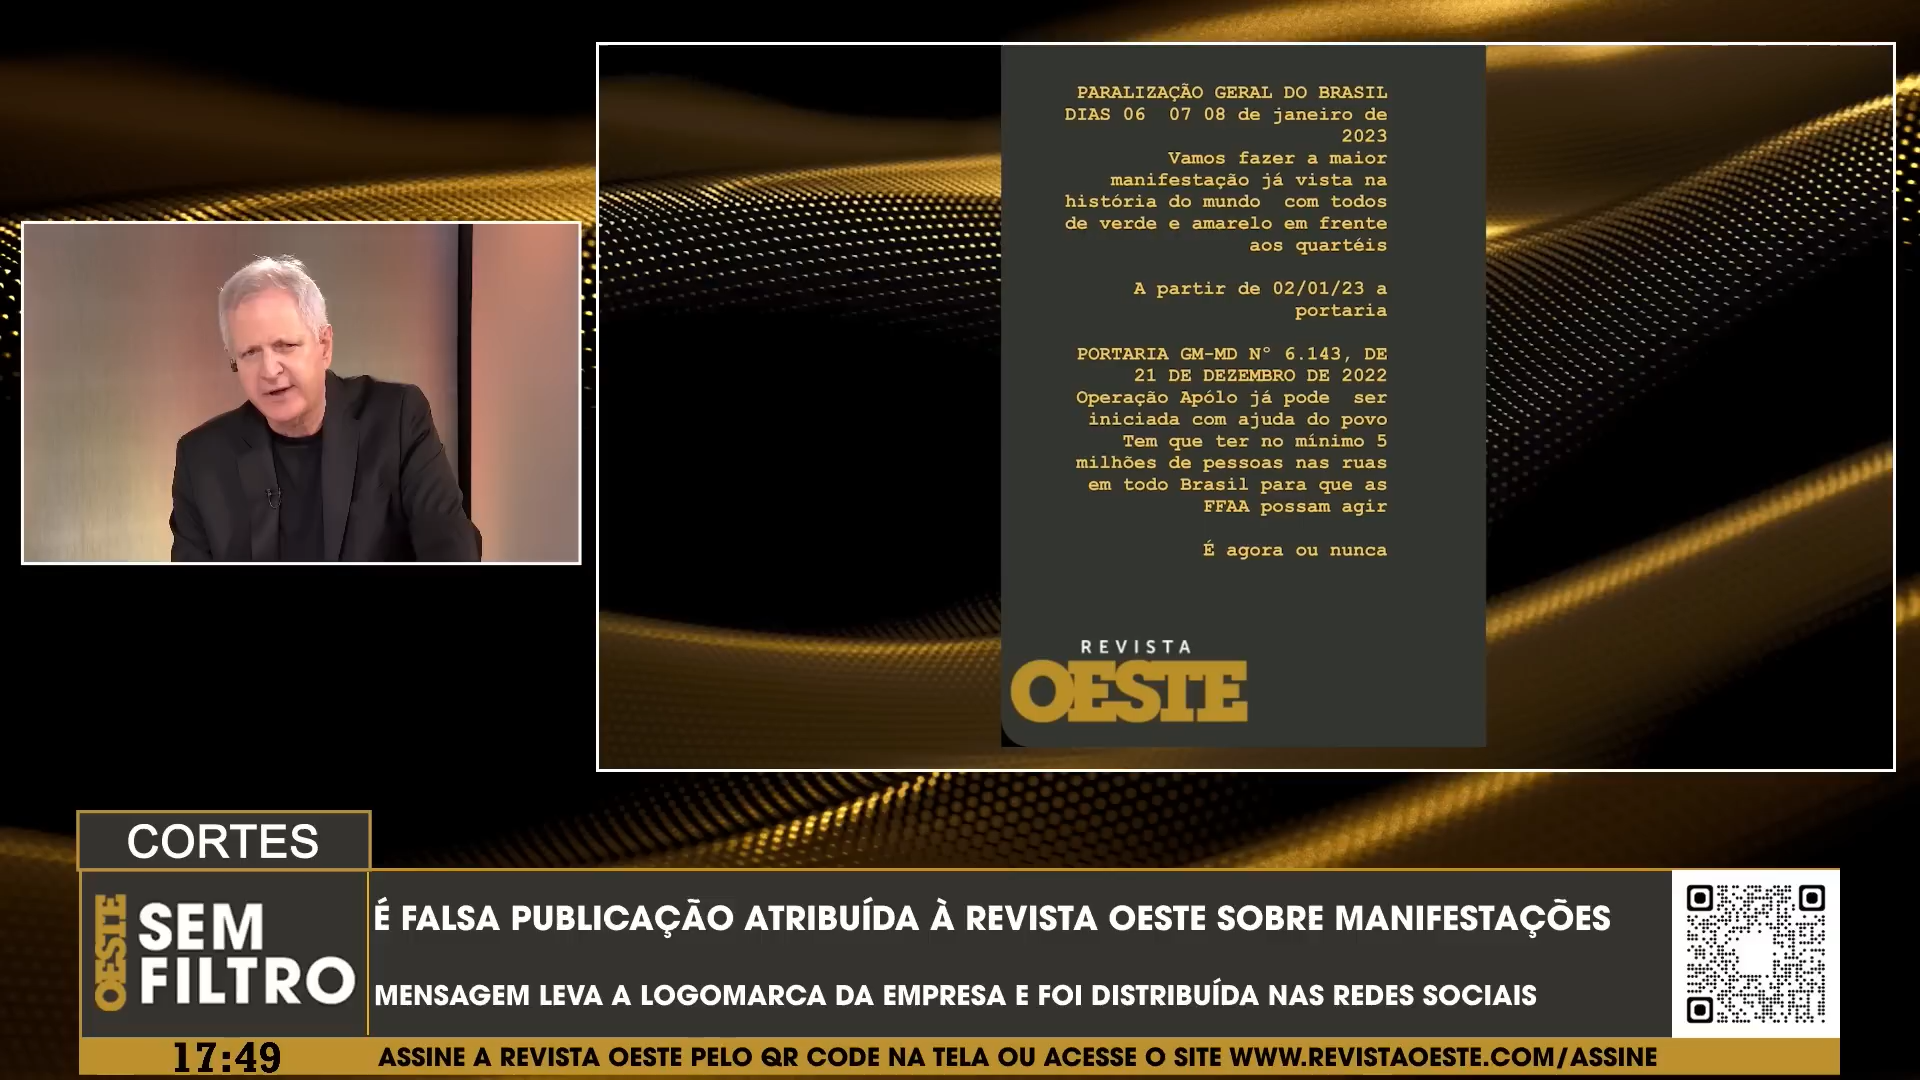 PARALIZAÇÃO GERAL DO BRASIL
DIAS 06  07 08 de janeiro de
2023
Vamos fazer a maior
manifestação já vista na
história do mundo  com todos
de verde e amarelo em frente
aos quartéis
A partir de 02/01/23 a
portaria
PORTARIA GM-MD N° 6.143, DE
21 DE DEZEMBRO DE 2022
Operação Apólo já pode  ser
iniciada com ajuda do povo
Tem que ter no mínimo 5
milhões de pessoas nas ruas
em todo Brasil para que as
FFAA possam agir
É agora ou nunca
REVISTA
OESTE
CORTES
OESTE
SEM
FILTRO
É FALSA PUBLICAÇÃO ATRIBUÍDA À REVISTA OESTE SOBRE MANIFESTAÇÕES
MENSAGEM LEVA A LOGOMARCA DA EMPRESA E FOI DISTRIBUÍDA NAS REDES SOCIAIS
17:49
ASSINE A REVISTA OESTE PELO QR CODE NA TELA OU ACESSE O SITE WWW.REVISTAOESTE.COM/ASSINE